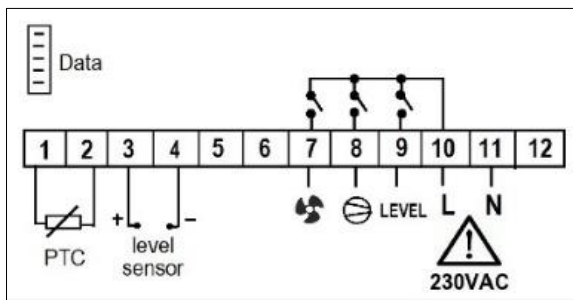 Data
1 2 3 4 5 6 7 8 9 10 11 12
+ − LEVEL L N
PTC level
sensor
230VAC